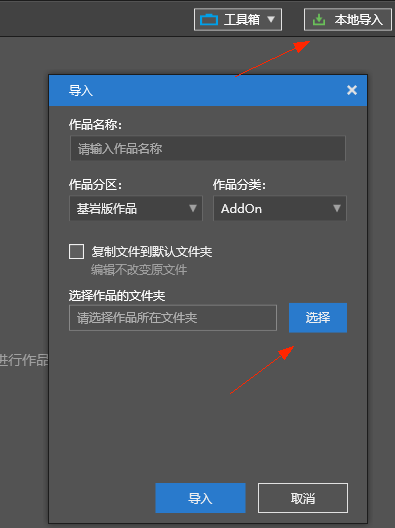 工具箱 本地导入
导入
作品名称：
请输入作品名称
作品分区： 作品分类：
基岩版作品 AddOn
复制文件到默认文件夹
编辑不改变原文件
选择作品的文件夹
请选择作品所在文件夹 选择
进行作品
导入 取消